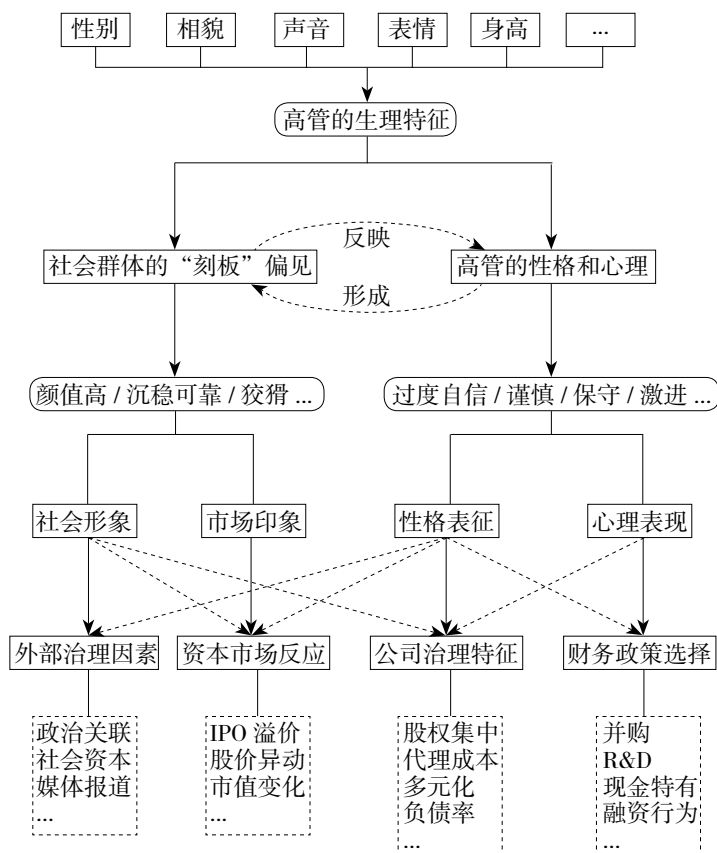 性别
相貌
声音
表情
身高
...
高管的生理特征
反映
社会群体的“刻板”偏见
高管的性格和心理
形成
颜值高 / 沉稳可靠 / 狡猾 ...
过度自信 / 谨慎 / 保守 / 激进 ...
社会形象
市场印象
性格表征
心理表现
外部治理因素
资本市场反应
公司治理特征
财务政策选择
政治关联
社会资本
媒体报道
...
IPO 溢价
股价异动
市值变化
...
股权集中
代理成本
多元化
负债率
...
并购
R&D
现金特有
融资行为
...